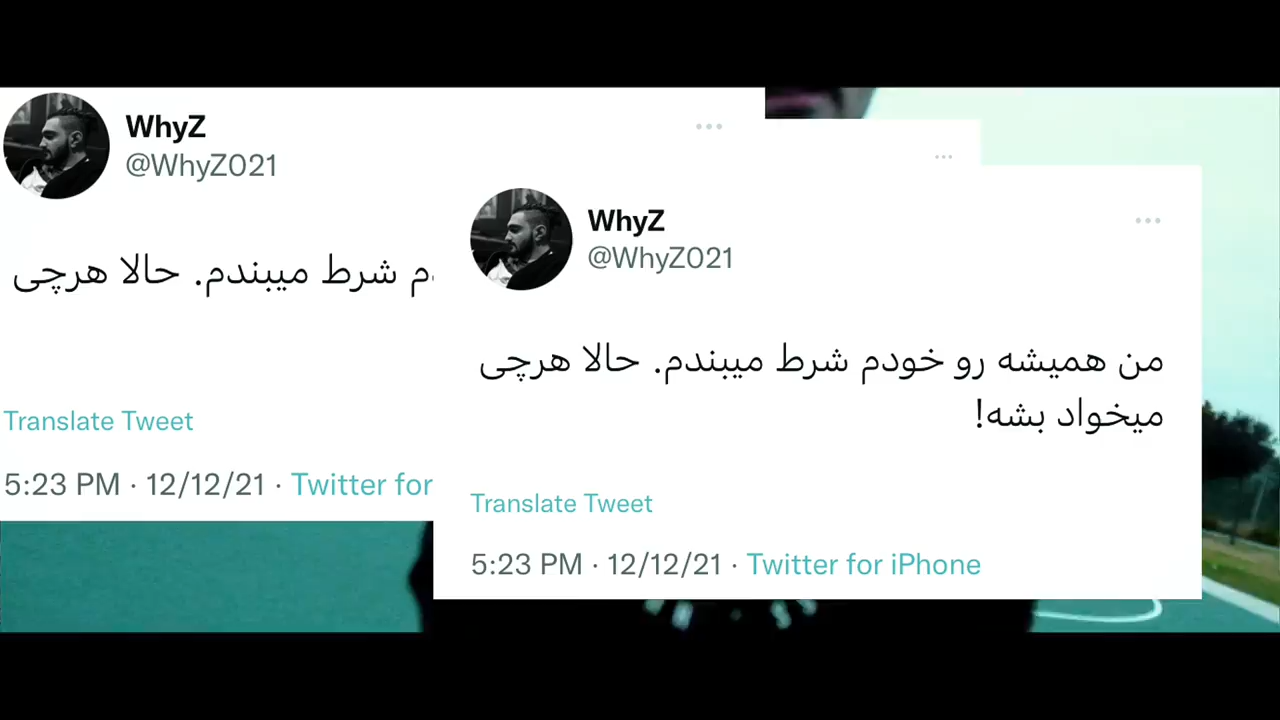 WhyZ
@WhyZ021
شرط میبندم. حالا هرچی
Translate Tweet
5:23 PM · 12/12/21 · Twitter for
WhyZ
@WhyZ021
من همیشه رو خودم شرط میبندم. حالا هرچی
میخواد بشه!
Translate Tweet
5:23 PM · 12/12/21 · Twitter for iPhone